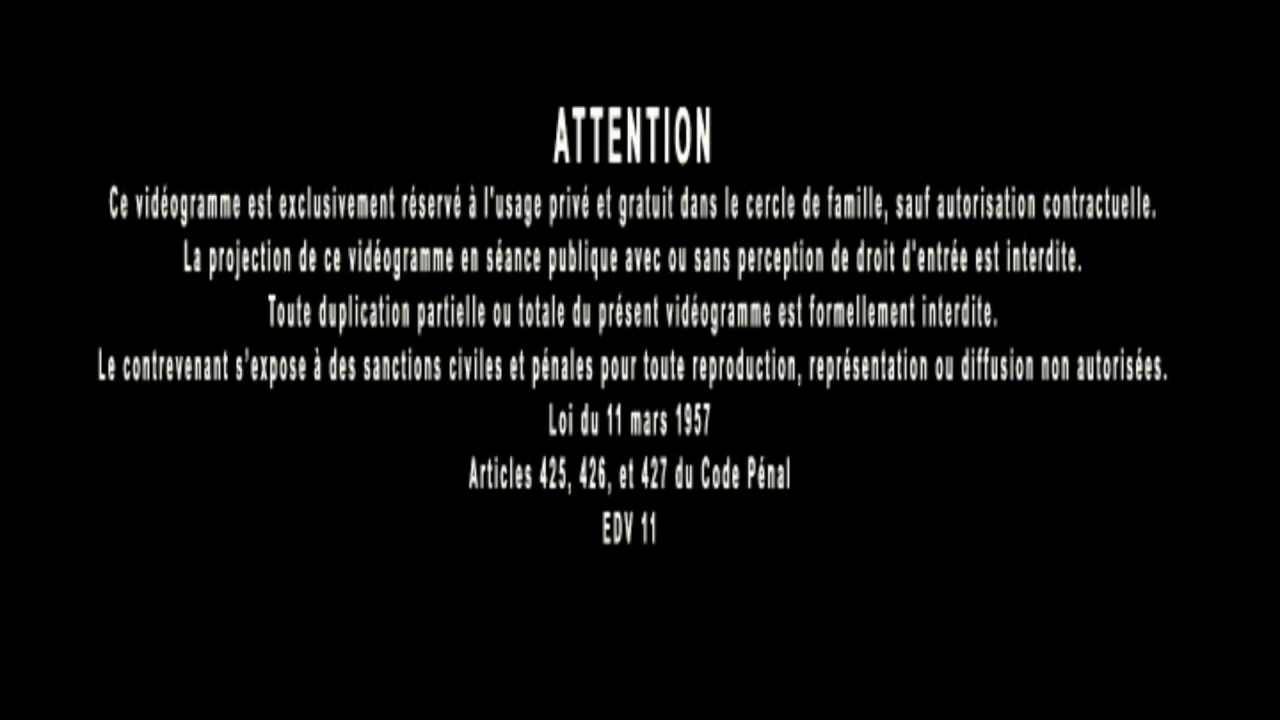 ATTENTION
Ce vidéogramme est exclusivement réservé à l'usage privé et gratuit dans le cercle de famille, sauf autorisation contractuelle.
La projection de ce vidéogramme en séance publique avec ou sans perception de droit d'entrée est interdite.
Toute duplication partielle ou totale du présent vidéogramme est formellement interdite.
Le contrevenant s'expose à des sanctions civiles et pénales pour toute reproduction, représentation ou diffusion non autorisées.
Loi du 11 mars 1957
Articles 425, 426, et 427 du Code Pénal
EDV 11